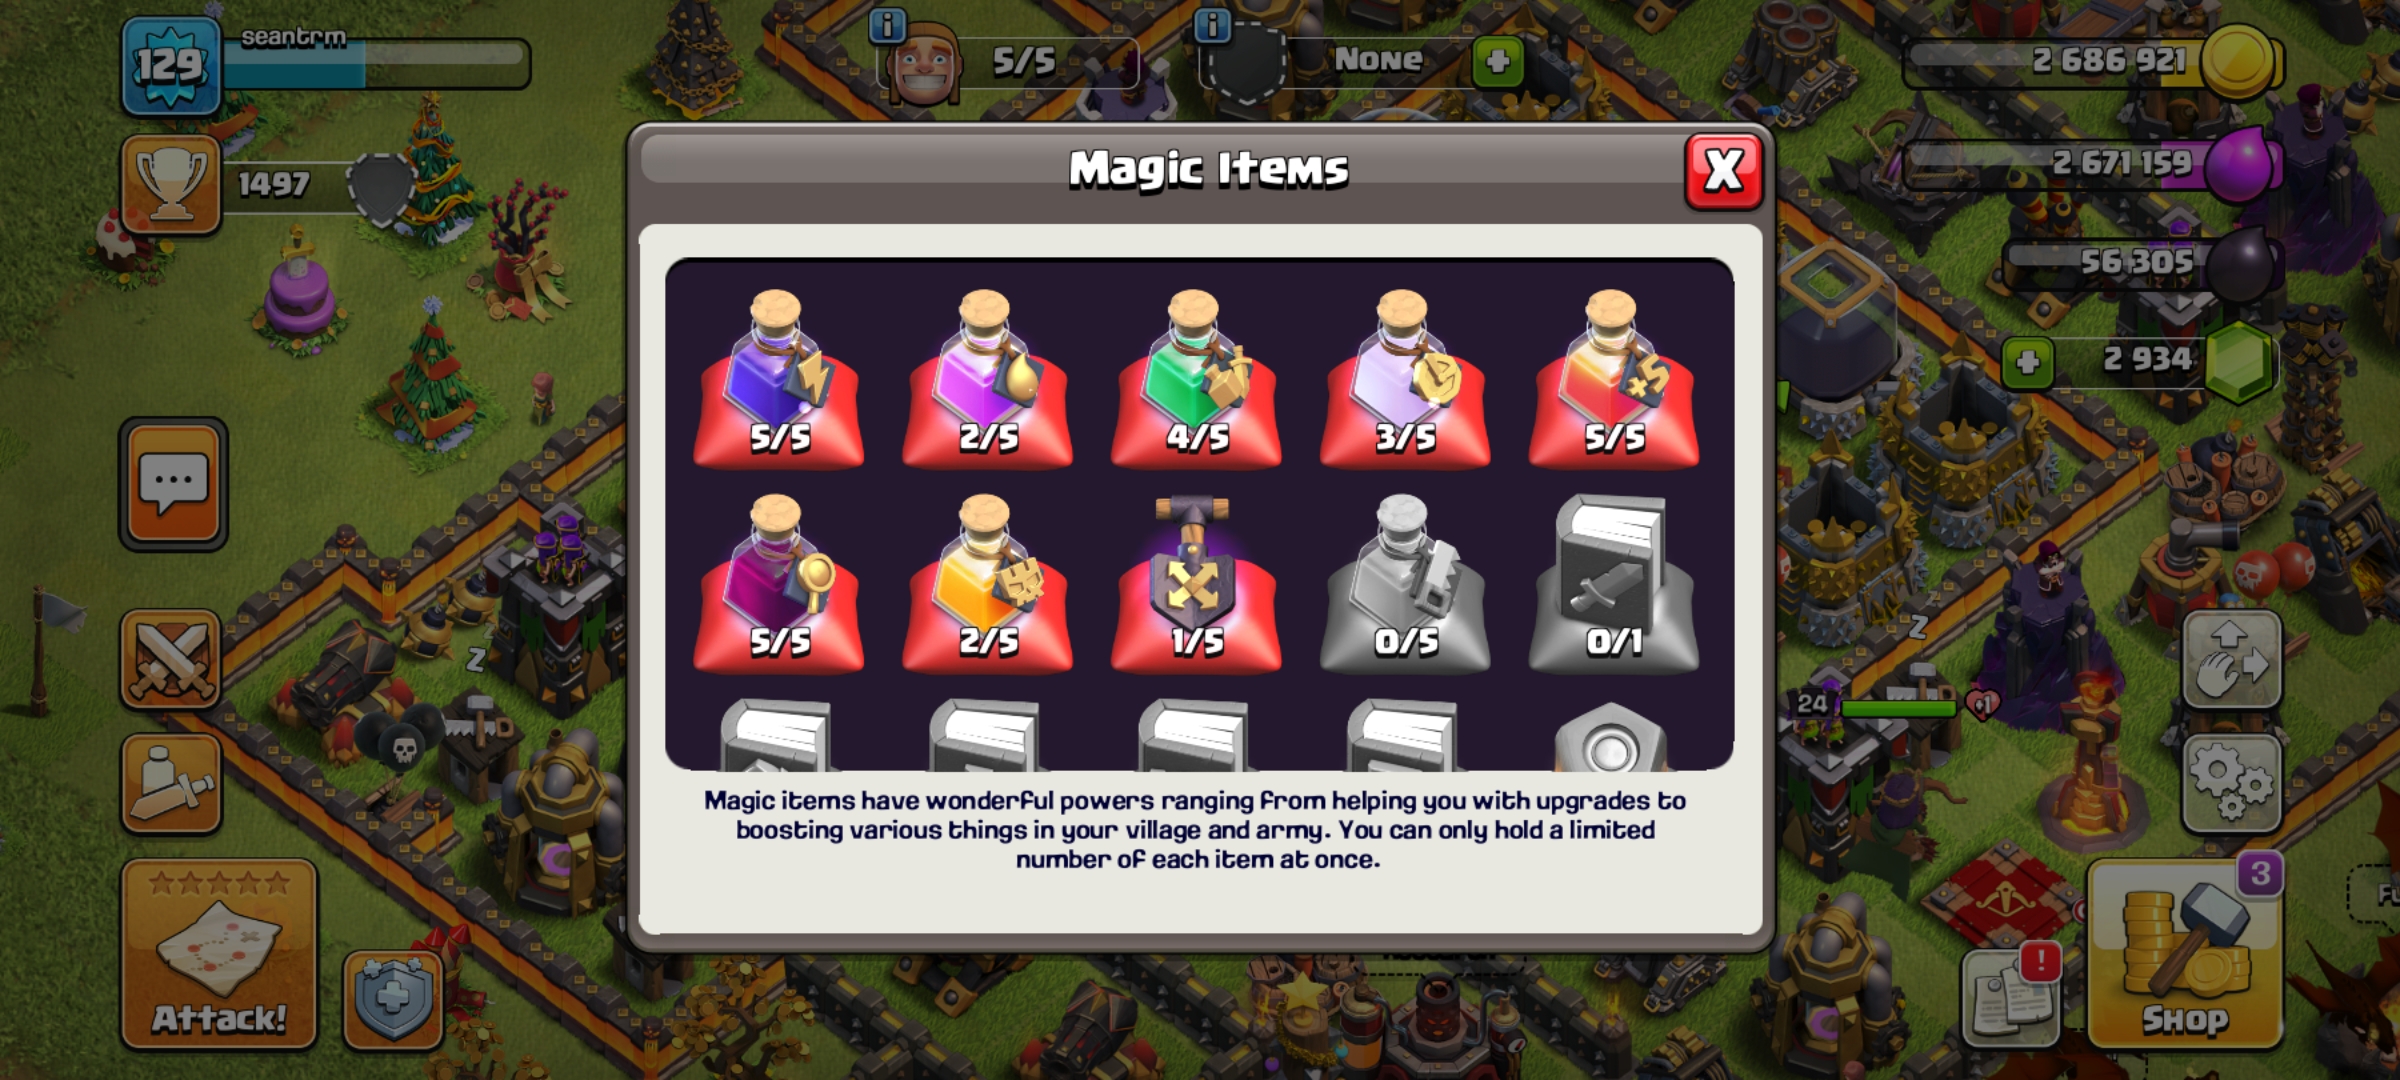 129
seantrm
5/5
None
2 686 921
1497
2 671 159
56 305
2 934
Magic Items
X
x5
5/5
2/5
4/5
3/5
5/5
5/5
2/5
1/5
0/5
0/1
Magic items have wonderful powers ranging from helping you with upgrades to
boosting various things in your village and army. You can only hold a limited
number of each item at once.
Z
Z
24
+1
Attack!
3
!
Shop